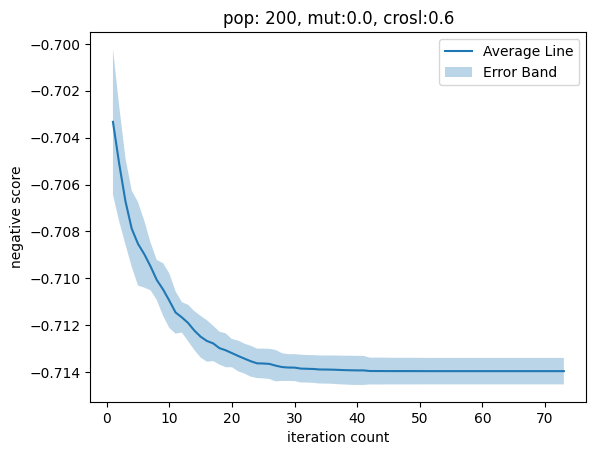 pop: 200, mut:0.0, crosl:0.6
Average Line
Error Band
negative score
−0.700
−0.702
−0.704
−0.706
−0.708
−0.710
−0.712
−0.714
0 10 20 30 40 50 60 70
iteration count